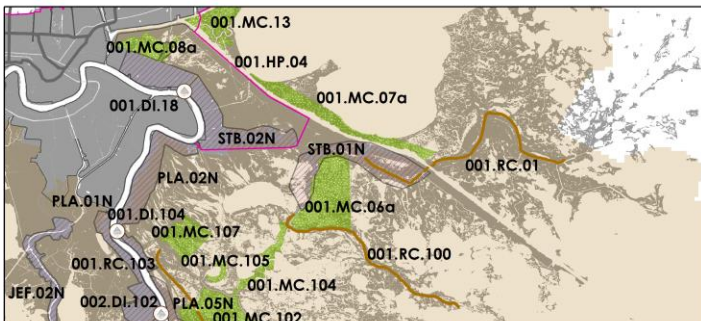 001.MC.13
001.MC.08a
001.HP.04
001.MC.07a
001.DI.18
STB.02N
STB.01N
001.RC.01
PLA.02N
PLA.01N
001.DI.104
001.MC.06a
001.MC.107
001.RC.103
001.MC.105
001.RC.100
JEF.02N
001.MC.104
002.DI.102
PLA.05N
001.MC.102